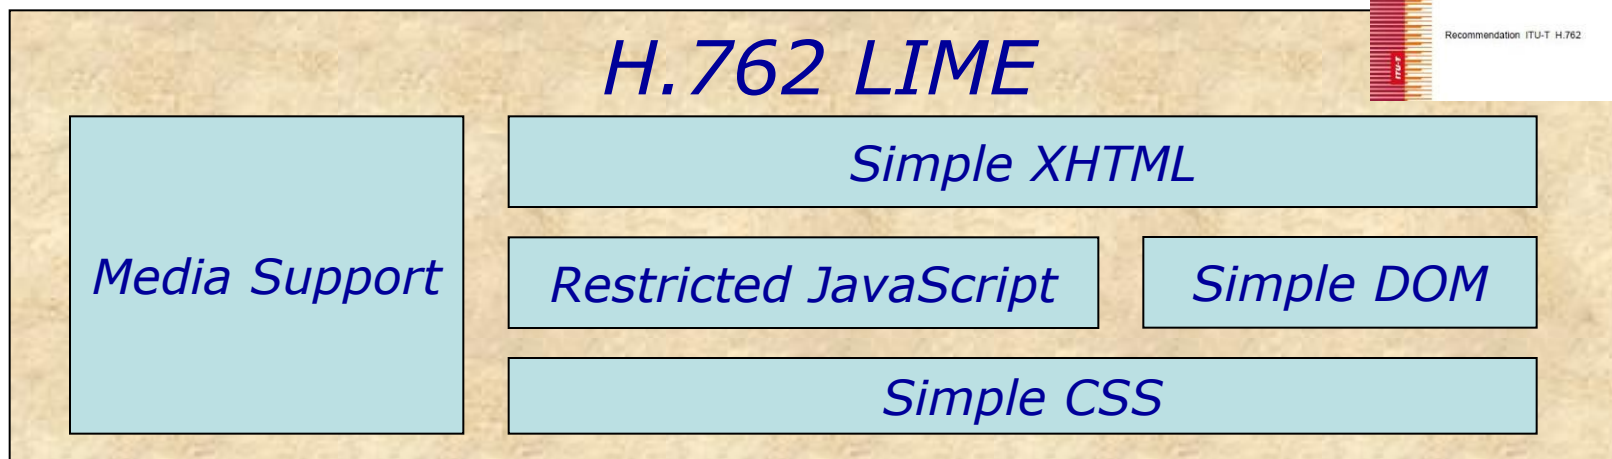 H.762 LIME
Recommendation ITU-T H.762
ITU-T
Media Support
Simple XHTML
Restricted JavaScript
Simple DOM
Simple CSS